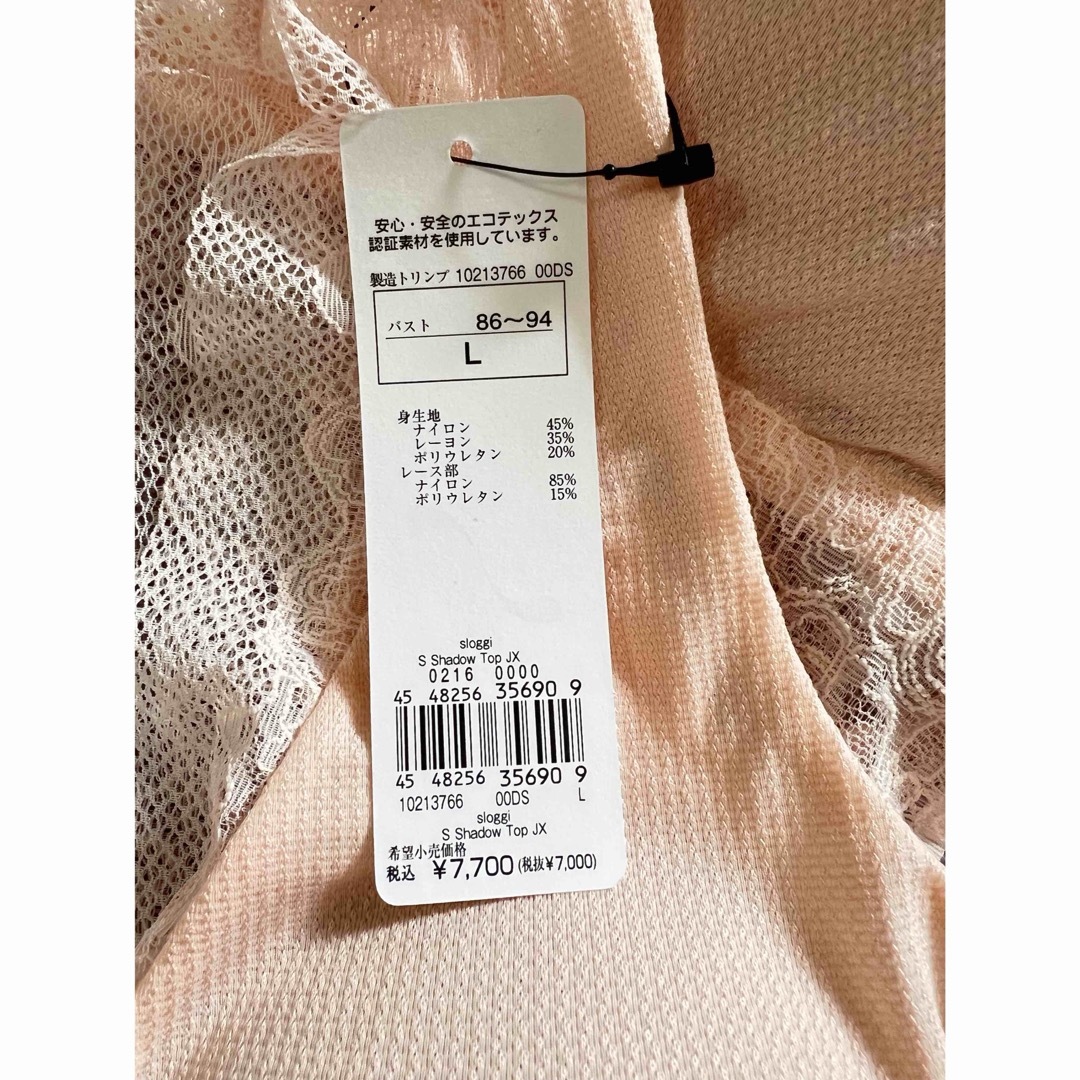 安心・安全のエコテックス
認証素材を使用しています。
製造トリンプ 10213766 00DS
バスト 86〜94
L
身生地
ナイロン 45%
レーヨン 35%
ポリウレタン 20%
レース部
ナイロン 85%
ポリウレタン 15%
sloggi
S Shadow Top JX
0216 0000
45 48256 35690 9
45 48256 35690 9
10213766 00DS L
sloggi
S Shadow Top JX
希望小売価格
税込 ¥7,700 (税抜¥7,000)